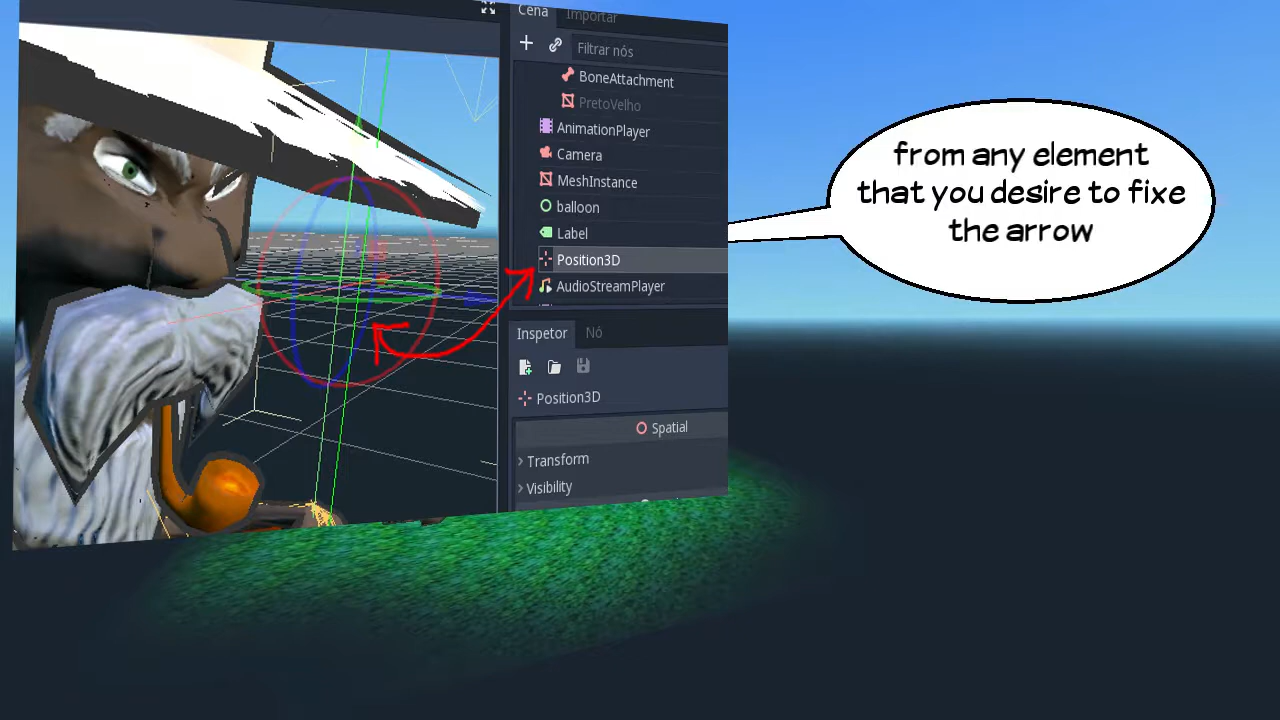 Cena
Importar
Filtrar nós
BoneAttachment
PretoVelho
AnimationPlayer
Camera
MeshInstance
balloon
Label
Position3D
AudioStreamPlayer
Inspetor
Nó
Position3D
Spatial
Transform
Visibility
from any element
that you desire to fixe
the arrow